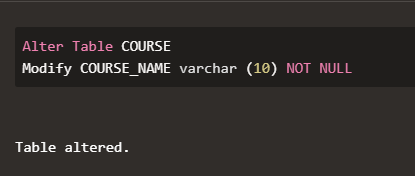 Alter Table COURSE
Modify COURSE_NAME varchar (10) NOT NULL
Table altered.